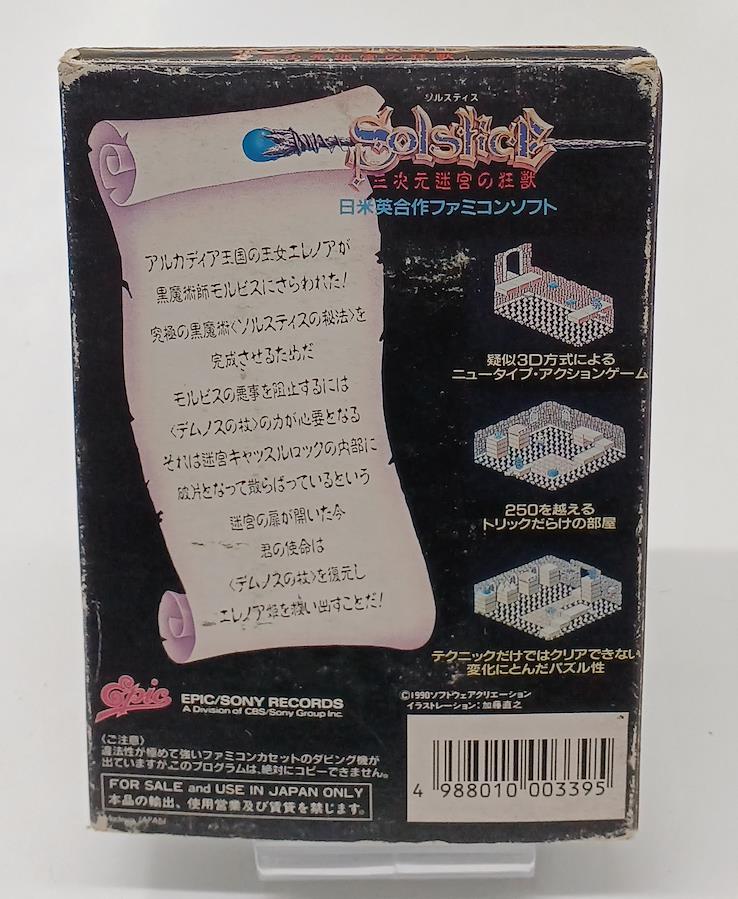 三次元迷宮の狂獣
ソルスティス
Solstice
三次元迷宮の狂獣
日米英合作ファミコンソフト
アルカディア王国の王女エレノアが
黒魔術師モルビスにさらわれた!
究極の黒魔術〈ソルスティスの秘法〉を
完成させるためだ
モルビスの悪事を阻止するには
〈デムノスの杖〉の力が必要となる
それは迷宮キャッスルロックの内部に
破片となって散らばっているという
迷宮の扉が開いた今
君の使命は
〈デムノスの杖〉を復元し
エレノア姫を救い出すことだ!
疑似3D方式による
ニュータイプ・アクションゲーム
250を越える
トリックだらけの部屋
テクニックだけではクリアできない
変化にとんだパズル性
Epic
EPIC/SONY RECORDS
A Division of CBS/Sony Group Inc.
©1990ソフトウェアクリエーション
イラストレーション:加藤直之
〈ご注意〉
違法性が極めて強いファミコンカセットのダビング機が
出ていますが、このプログラムは、絶対にコピーできません。
FOR SALE and USE IN JAPAN ONLY
本品の輸出、使用営業及び賃貸を禁じます。
Made in JAPAN
4 988010 003395